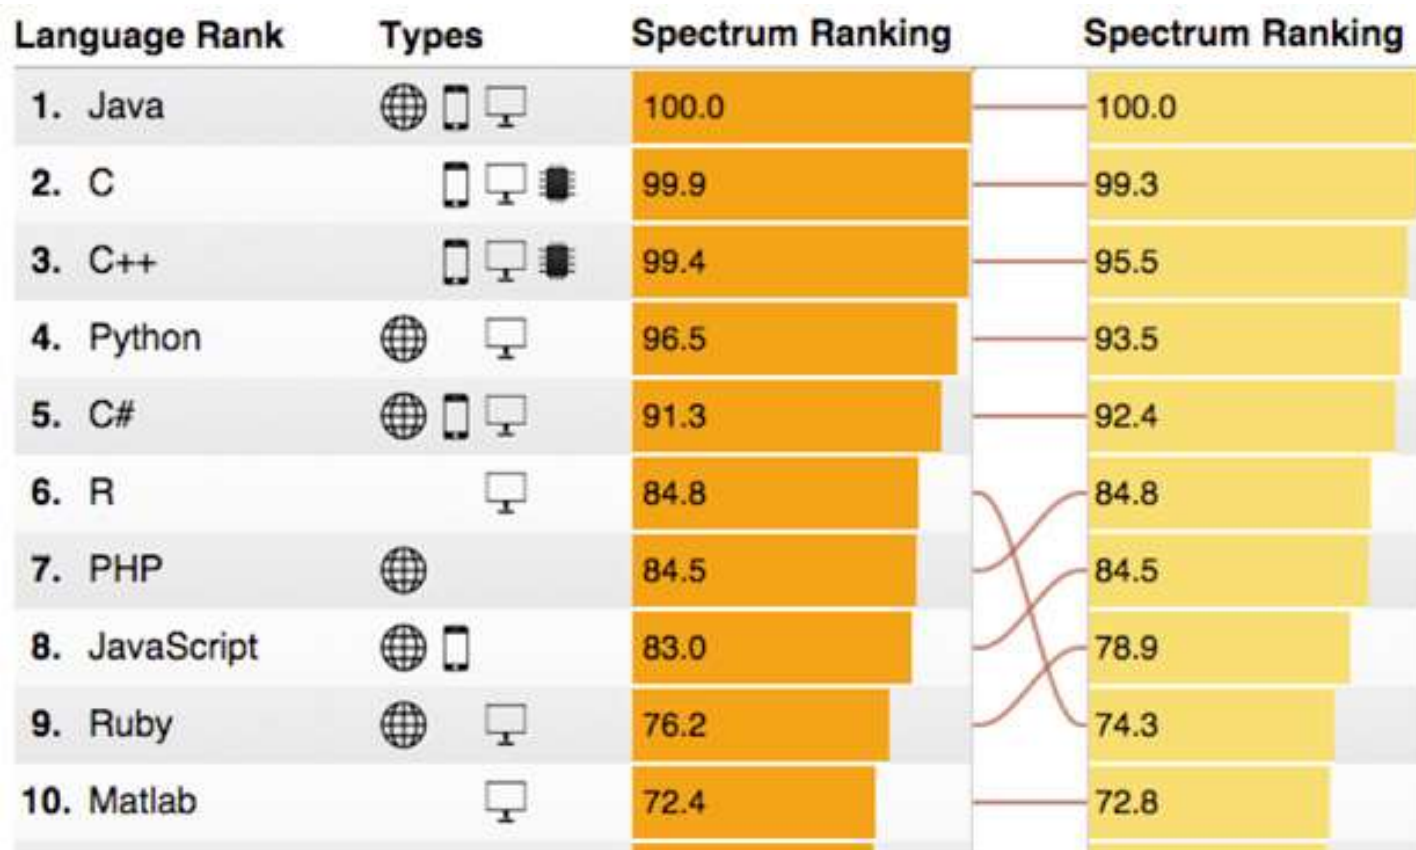 Language Rank Types Spectrum Ranking Spectrum Ranking
1. Java 100.0 100.0
2. C 99.9 99.3
3. C++ 99.4 95.5
4. Python 96.5 93.5
5. C# 91.3 92.4
6. R 84.8 84.8
7. PHP 84.5 84.5
8. JavaScript 83.0 78.9
9. Ruby 76.2 74.3
10. Matlab 72.4 72.8